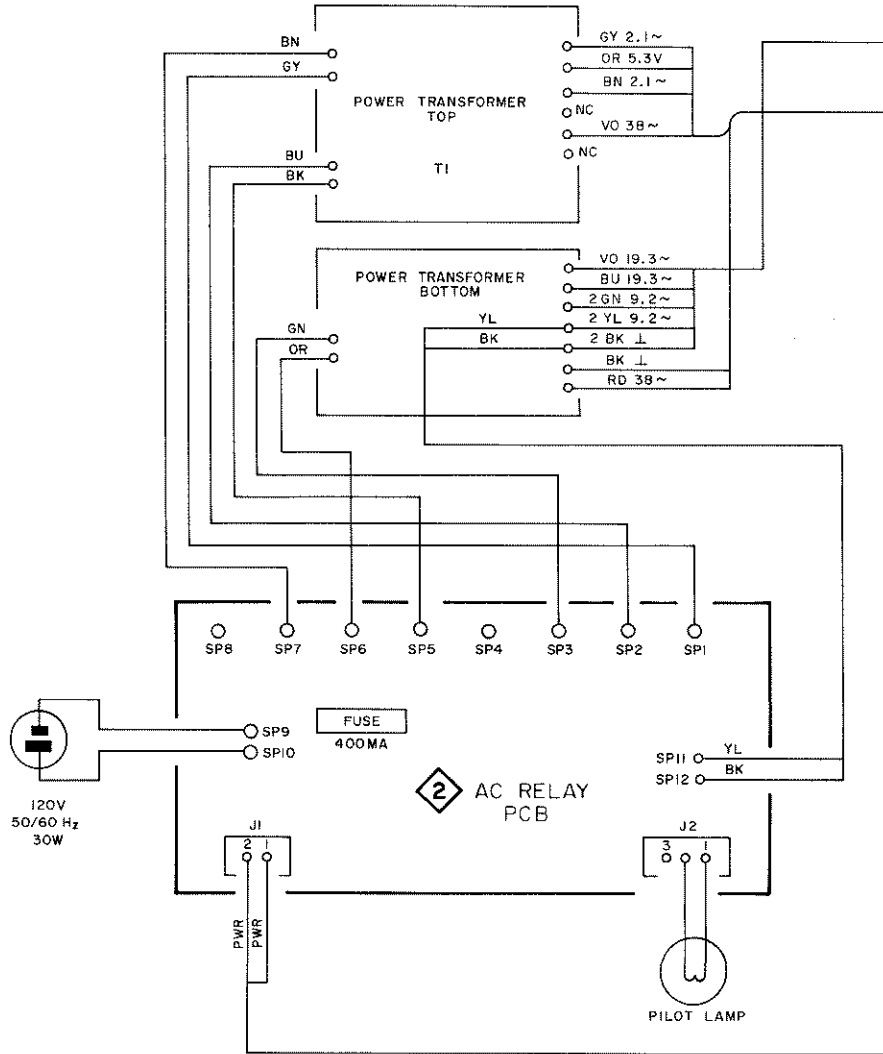 BN
GY
BU
BK
POWER TRANSFORMER
TOP
T1
GY 2.1~
OR 5.3V
BN 2.1~
NC
VO 38~
NC
POWER TRANSFORMER
BOTTOM
GN
OR
YL
BK
VO 19.3~
BU 19.3~
2 GN 9.2~
2 YL 9.2~
2 BK ⊥
BK ⊥
RD 38~
SP8
SP7
SP6
SP5
SP4
SP3
SP2
SP1
SP9
SP10
FUSE
400MA
120V
50/60 Hz
30W
2
AC RELAY
PCB
SP11
YL
SP12
BK
J1
2 1
PWR
PWR
J2
3 1
PILOT LAMP